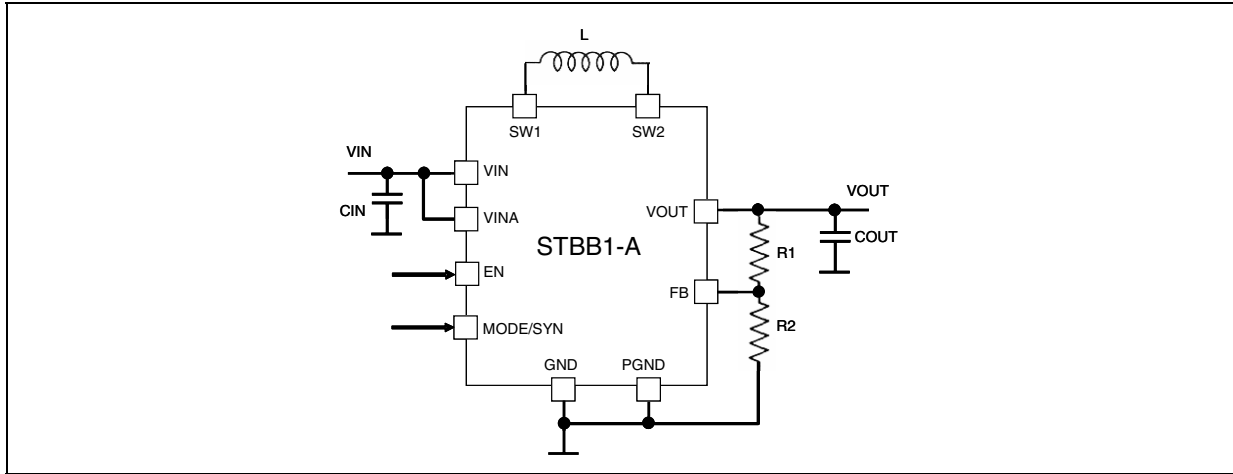 L
SW1
SW2
VIN
VIN
CIN
VINA
VOUT
VOUT
STBB1-A
COUT
R1
EN
FB
R2
MODE/SYN
GND
PGND